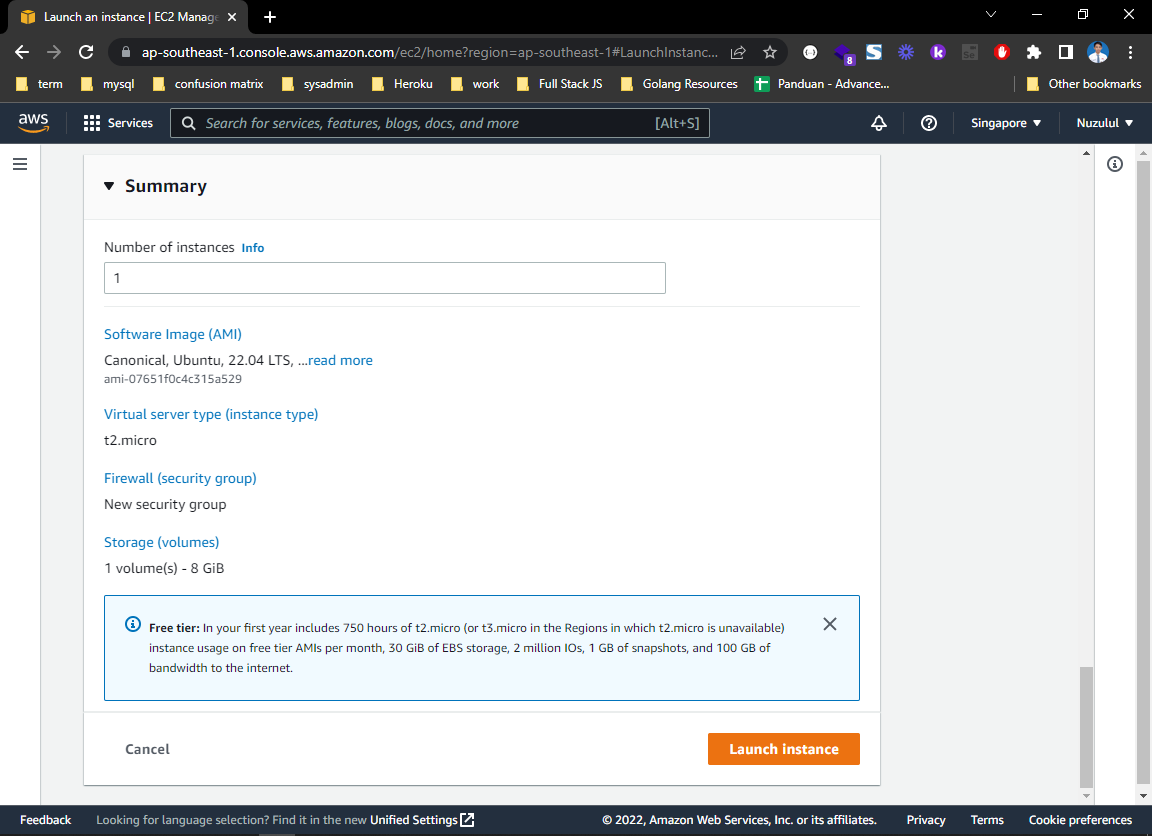 Launch an instance | EC2 Manage
ap-southeast-1.console.aws.amazon.com/ec2/home?region=ap-southeast-1#LaunchInstanc...
8
term
mysql
confusion matrix
sysadmin
Heroku
work
Full Stack JS
Golang Resources
Panduan - Advance...
Other bookmarks
aws
Services
Search for services, features, blogs, docs, and more
[Alt+S]
Singapore
Nuzulul
Summary
Number of instances Info
1
Software Image (AMI)
Canonical, Ubuntu, 22.04 LTS, ...read more
ami-07651f0c4c315a529
Virtual server type (instance type)
t2.micro
Firewall (security group)
New security group
Storage (volumes)
1 volume(s) - 8 GiB
Free tier: In your first year includes 750 hours of t2.micro (or t3.micro in the Regions in which t2.micro is unavailable)
instance usage on free tier AMIs per month, 30 GiB of EBS storage, 2 million IOs, 1 GB of snapshots, and 100 GB of
bandwidth to the internet.
Cancel
Launch instance
Feedback
Looking for language selection? Find it in the new Unified Settings
© 2022, Amazon Web Services, Inc. or its affiliates.
Privacy
Terms
Cookie preferences